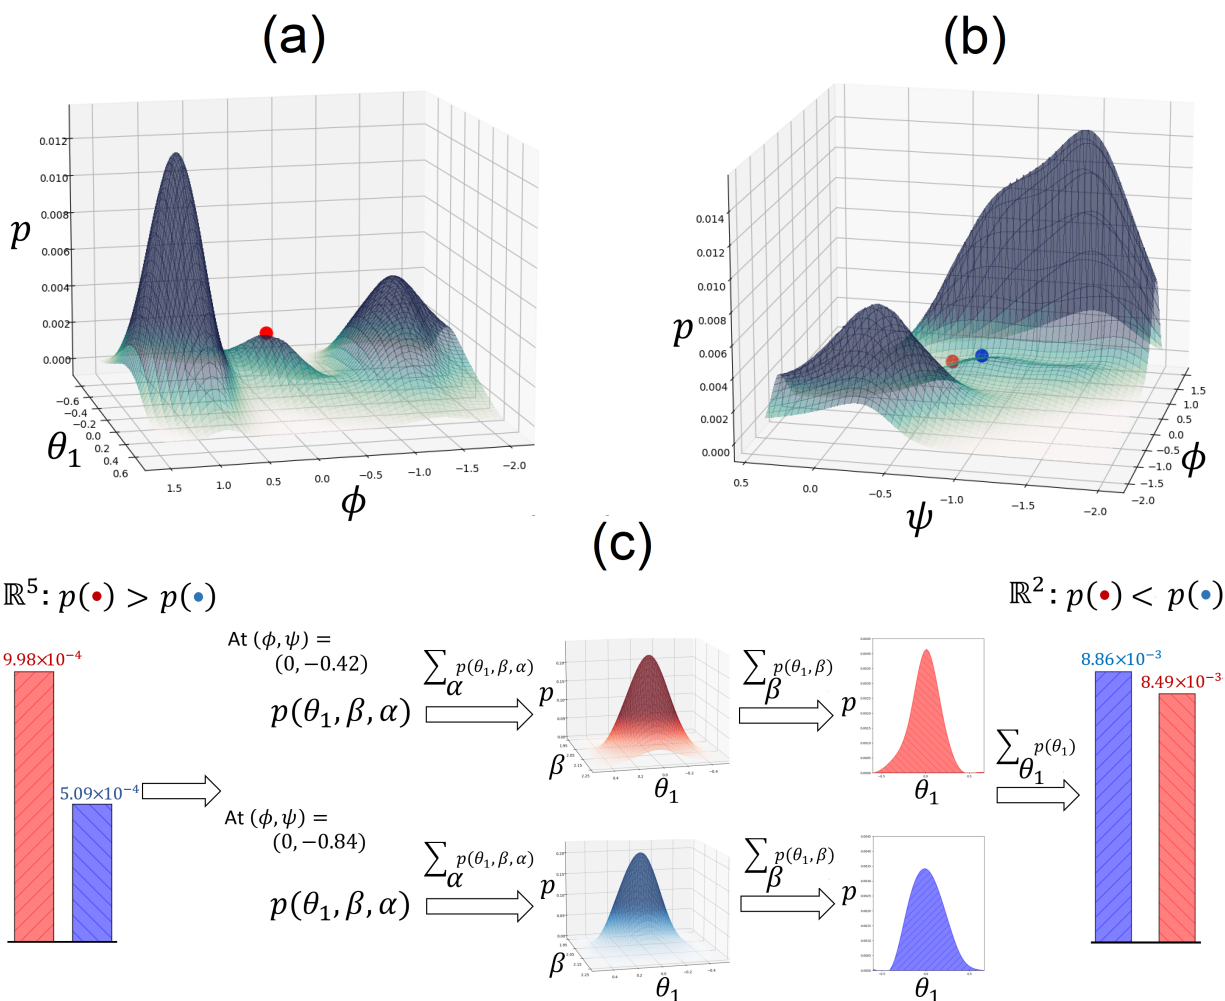 (a)
(b)
0.012
0.010
0.008
0.006
0.004
0.002
0.000
p
−0.6
−0.4
−0.2
0.0
0.2
0.4
0.6
θ₁
1.5
1.0
0.5
0.0
−0.5
−1.0
−1.5
−2.0
ϕ
0.014
0.012
0.010
0.008
0.006
0.004
0.002
0.000
p
0.5
0.0
−0.5
−1.0
−1.5
−2.0
ψ
1.5
1.0
0.5
0.0
−0.5
−1.0
−1.5
−2.0
ϕ
(c)
ℝ⁵: p(•) > p(•)
9.98×10⁻⁴
5.09×10⁻⁴
At (ϕ, ψ) =
(0, −0.42)
p(θ₁, β, α)
∑α p(θ₁, β, α)
p
β
θ₁
∑β p(θ₁, β)
p
θ₁
At (ϕ, ψ) =
(0, −0.84)
p(θ₁, β, α)
∑α p(θ₁, β, α)
p
β
θ₁
∑β p(θ₁, β)
p
θ₁
∑θ₁ p(θ₁)
ℝ²: p(•) < p(•)
8.86×10⁻³
8.49×10⁻³